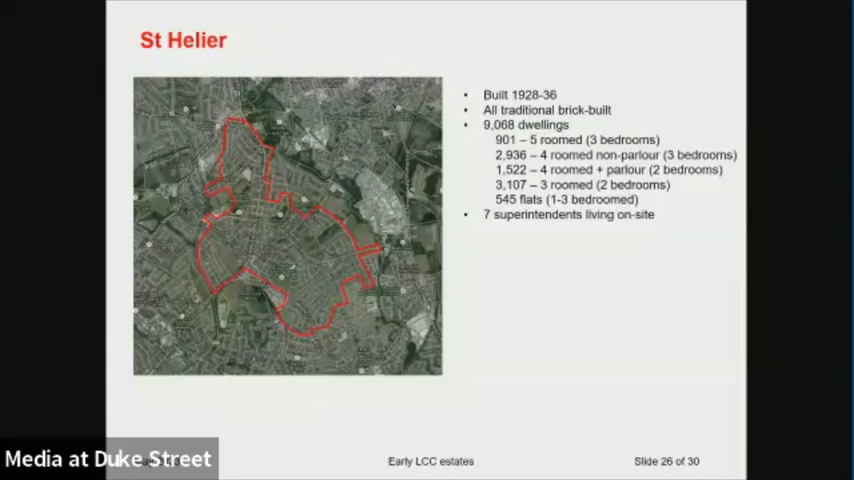 St Helier
• Built 1928-36
• All traditional brick-built
• 9,068 dwellings
901 – 5 roomed (3 bedrooms)
2,936 – 4 roomed non-parlour (3 bedrooms)
1,522 – 4 roomed + parlour (2 bedrooms)
3,107 – 3 roomed (2 bedrooms)
545 flats (1-3 bedroomed)
• 7 superintendents living on-site
Media at Duke Street
Early LCC estates
Slide 26 of 30